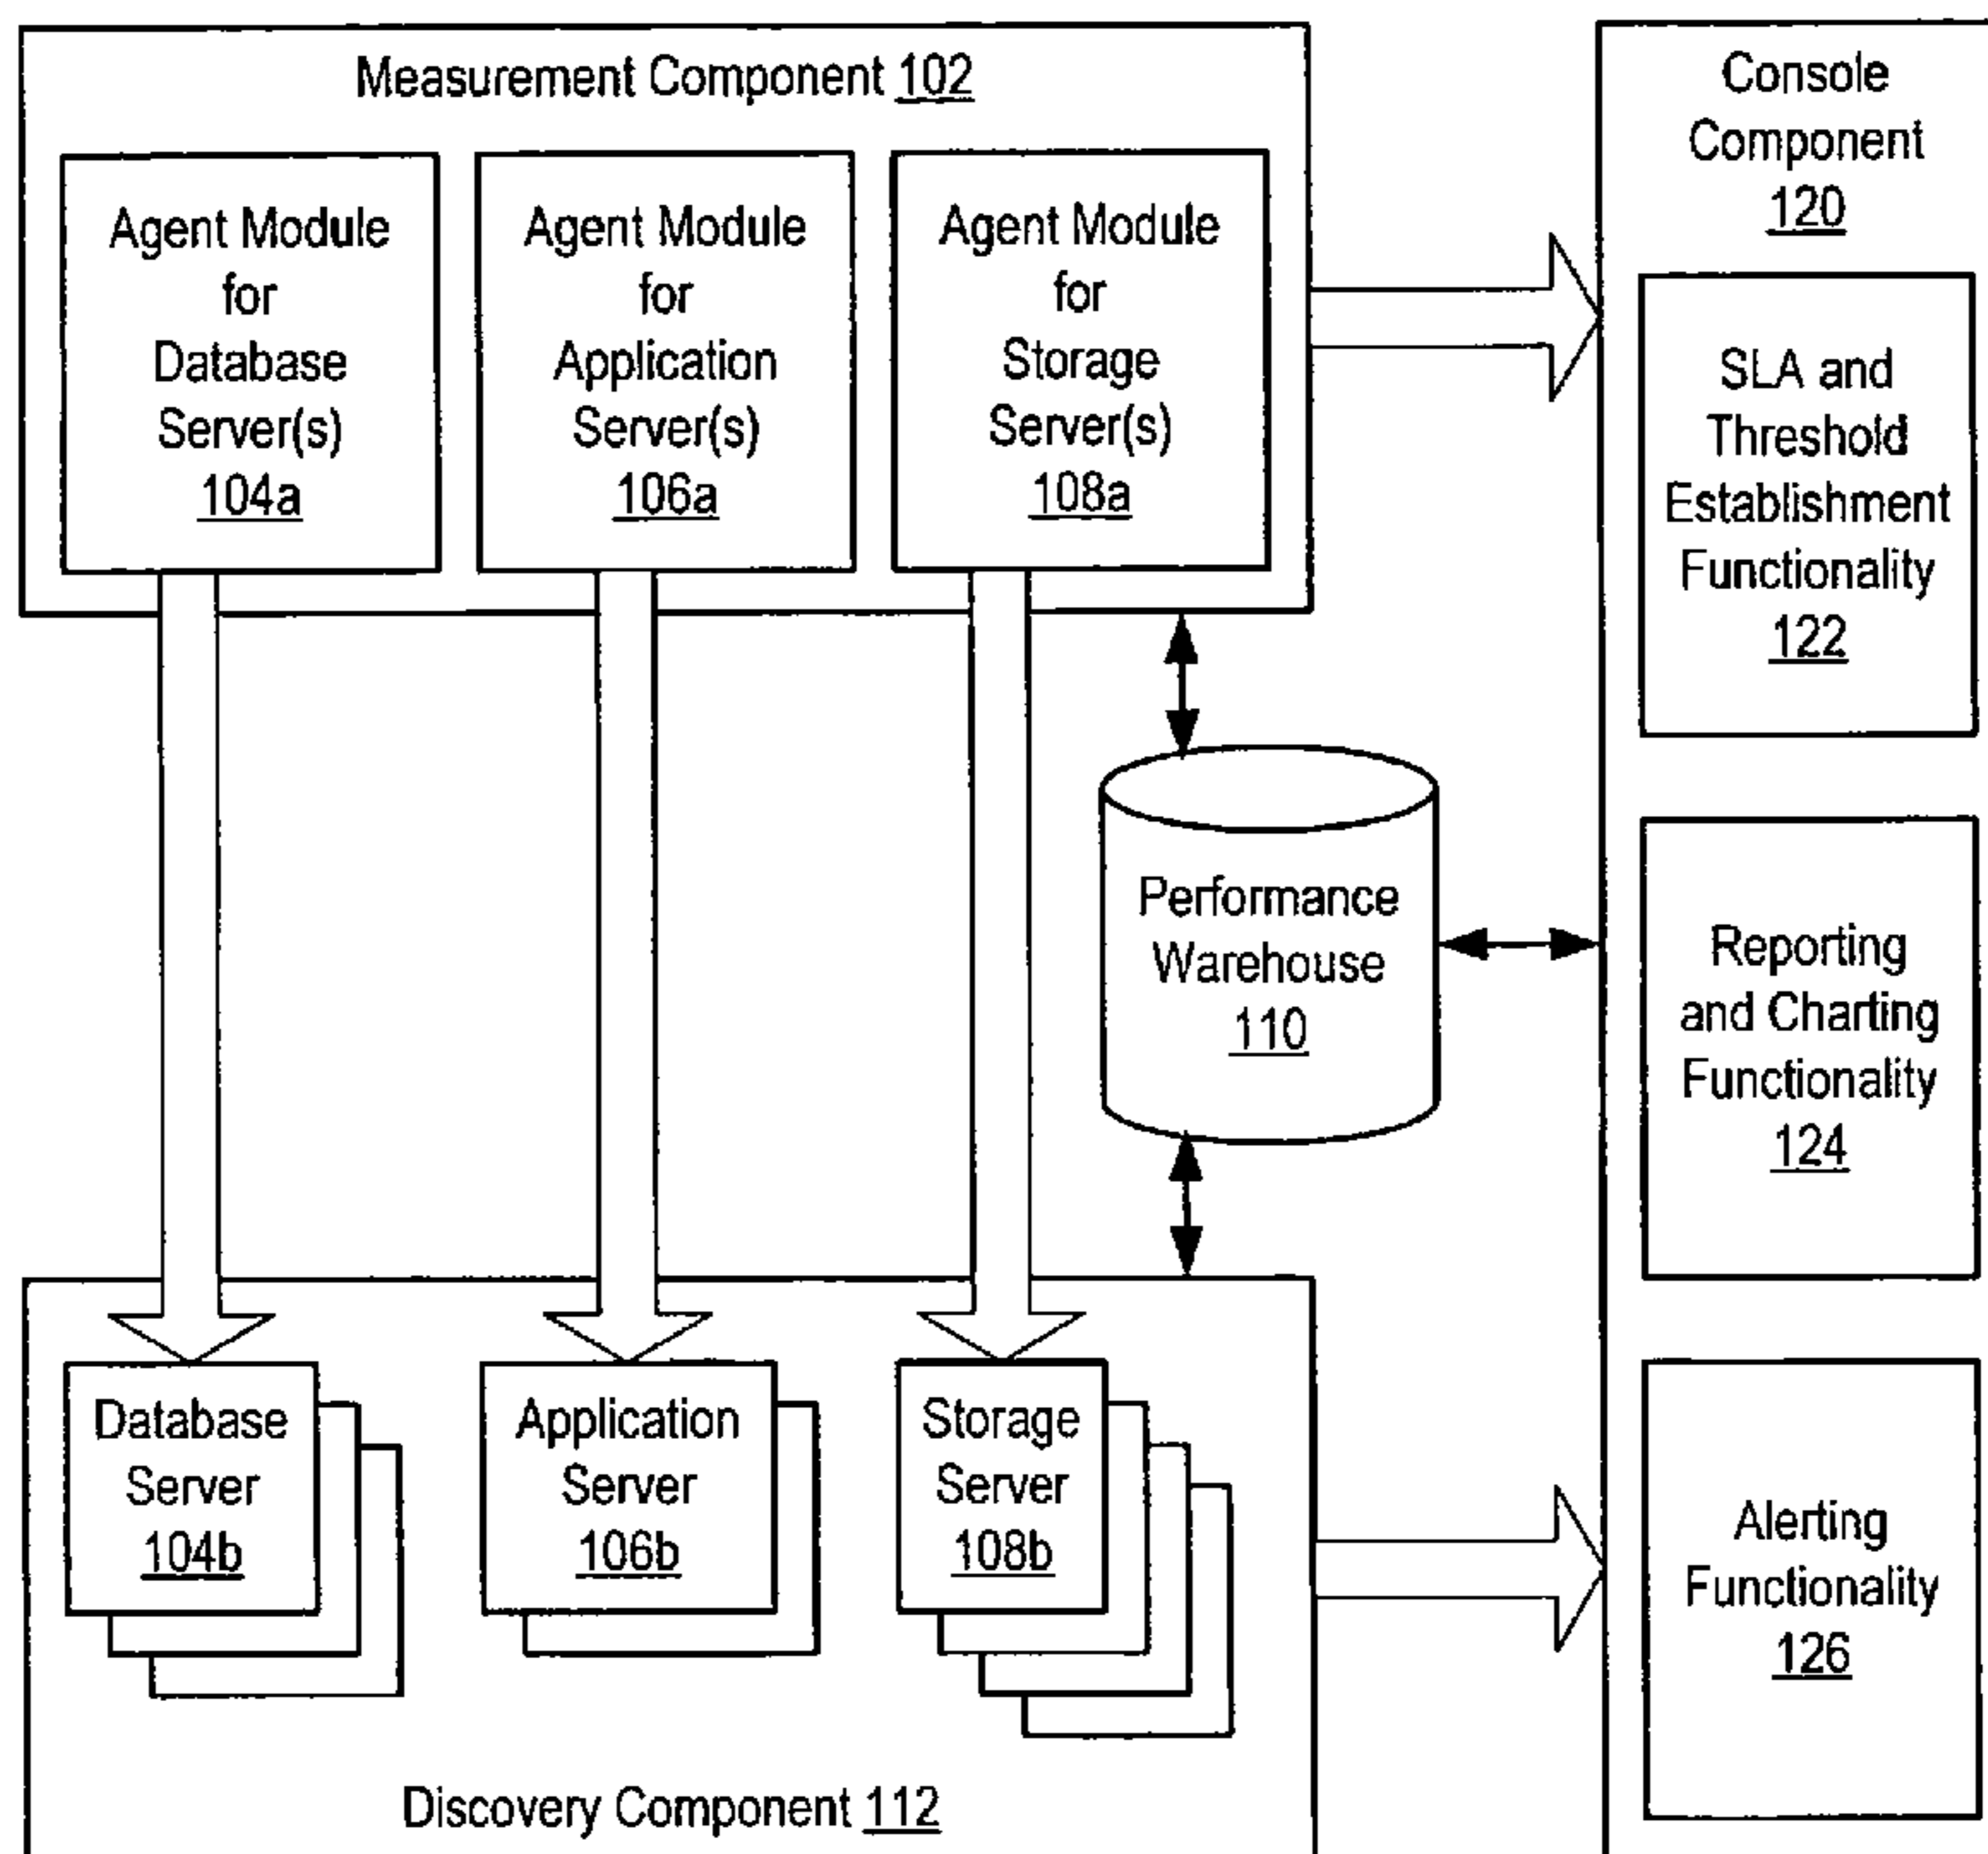 Measurement Component 102
Agent Module
for
Database
Server(s)
104a
Agent Module
for
Application
Server(s)
106a
Agent Module
for
Storage
Server(s)
108a
Console
Component
120
SLA and
Threshold
Establishment
Functionality
122
Performance
Warehouse
110
Reporting
and Charting
Functionality
124
Database
Server
104b
Application
Server
106b
Storage
Server
108b
Alerting
Functionality
126
Discovery Component 112